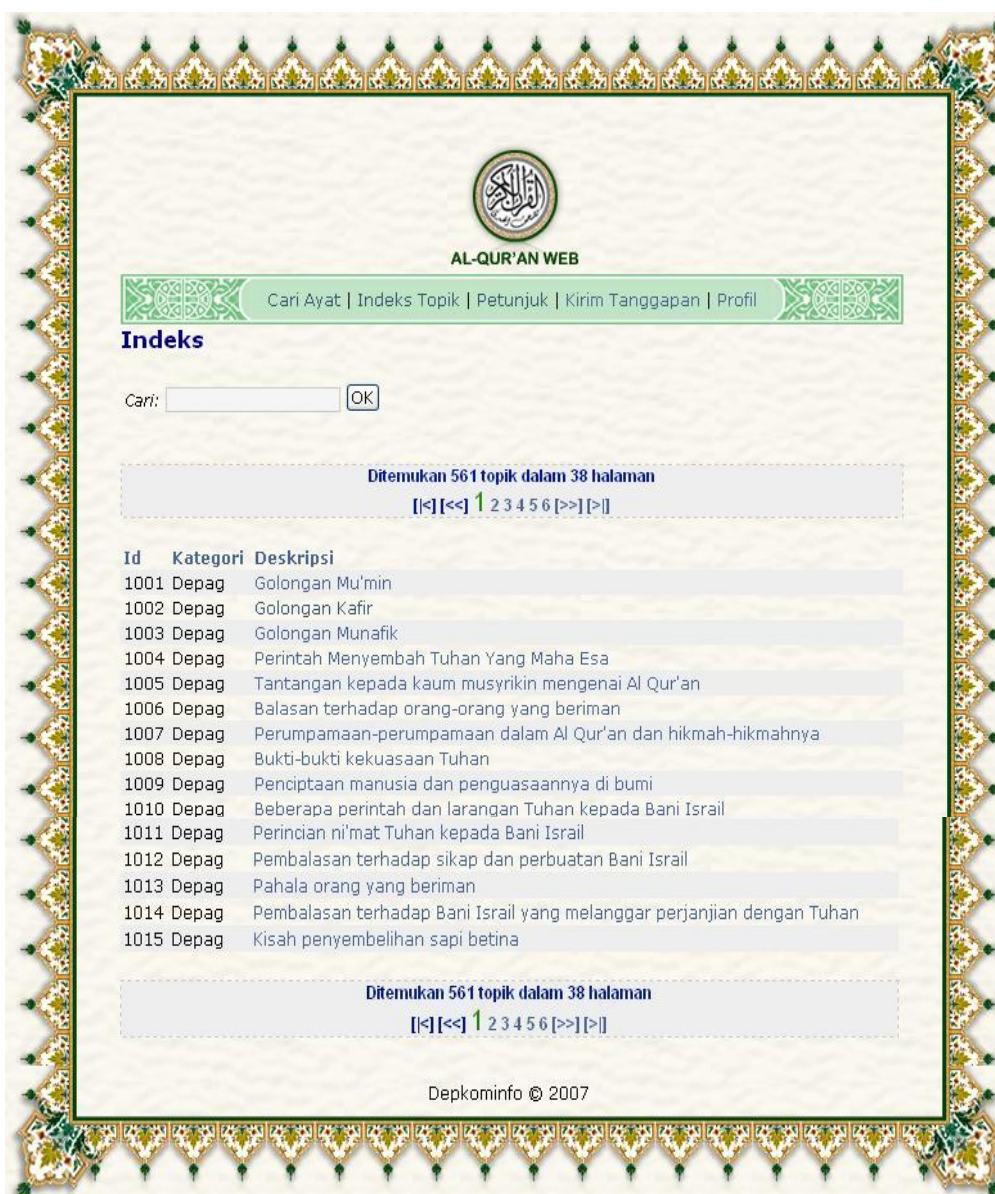 القرآن الكريم
AL-QUR'AN WEB
Cari Ayat | Indeks Topik | Petunjuk | Kirim Tanggapan | Profil
Indeks
Cari: OK
Ditemukan 561 topik dalam 38 halaman
[|<] [<<] 1 2 3 4 5 6 [>>] [>|]
Id Kategori Deskripsi
1001 Depag Golongan Mu'min
1002 Depag Golongan Kafir
1003 Depag Golongan Munafik
1004 Depag Perintah Menyembah Tuhan Yang Maha Esa
1005 Depag Tantangan kepada kaum musyrikin mengenai Al Qur'an
1006 Depag Balasan terhadap orang-orang yang beriman
1007 Depag Perumpamaan-perumpamaan dalam Al Qur'an dan hikmah-hikmahnya
1008 Depag Bukti-bukti kekuasaan Tuhan
1009 Depag Penciptaan manusia dan penguasaannya di bumi
1010 Depag Beberapa perintah dan larangan Tuhan kepada Bani Israil
1011 Depag Perincian ni'mat Tuhan kepada Bani Israil
1012 Depag Pembalasan terhadap sikap dan perbuatan Bani Israil
1013 Depag Pahala orang yang beriman
1014 Depag Pembalasan terhadap Bani Israil yang melanggar perjanjian dengan Tuhan
1015 Depag Kisah penyembelihan sapi betina
Ditemukan 561 topik dalam 38 halaman
[|<] [<<] 1 2 3 4 5 6 [>>] [>|]
Depkominfo © 2007